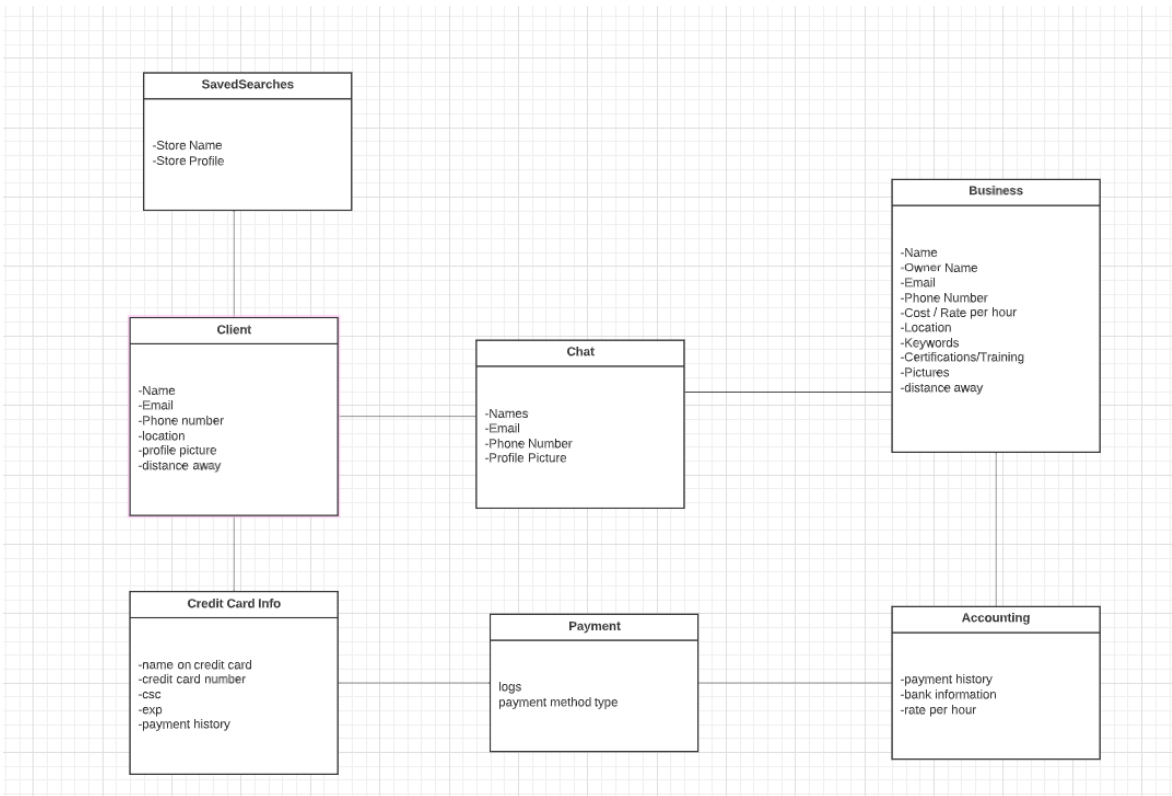 SavedSearches
-Store Name
-Store Profile
Business
-Name
-Owner Name
-Email
-Phone Number
-Cost / Rate per hour
-Location
-Keywords
-Certifications/Training
-Pictures
-distance away
Client
-Name
-Email
-Phone number
-location
-profile picture
-distance away
Chat
-Names
-Email
-Phone Number
-Profile Picture
Credit Card Info
-name on credit card
-credit card number
-csc
-exp
-payment history
Payment
logs
payment method type
Accounting
-payment history
-bank information
-rate per hour